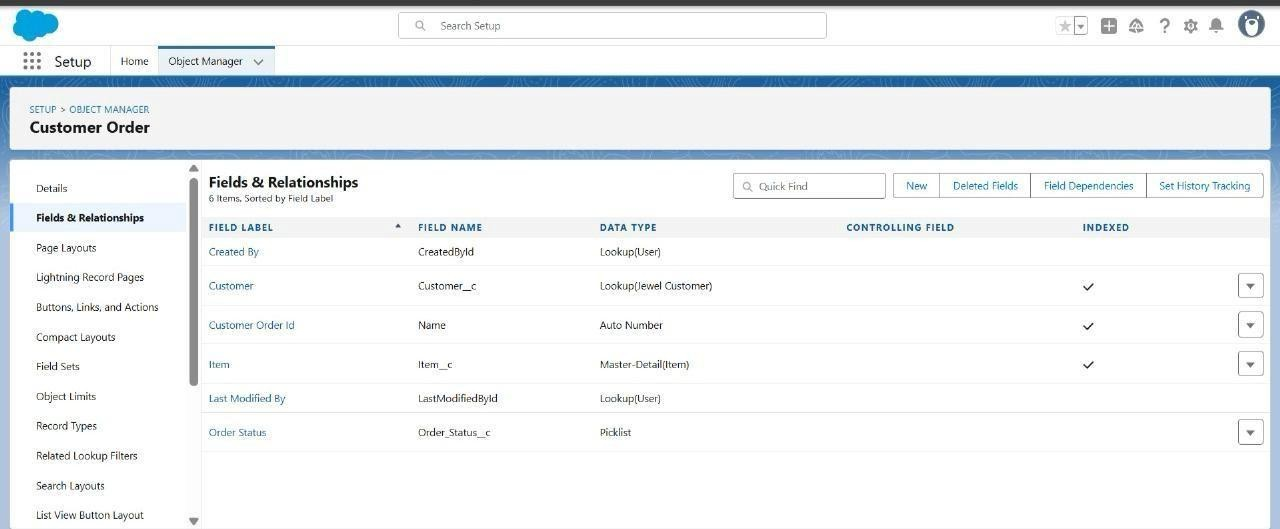 Search Setup
Setup
Home
Object Manager
SETUP > OBJECT MANAGER
Customer Order
Details
Fields & Relationships
Page Layouts
Lightning Record Pages
Buttons, Links, and Actions
Compact Layouts
Field Sets
Object Limits
Record Types
Related Lookup Filters
Search Layouts
List View Button Layout
Fields & Relationships
6 Items, Sorted by Field Label
Quick Find
New
Deleted Fields
Field Dependencies
Set History Tracking
FIELD LABEL FIELD NAME DATA TYPE CONTROLLING FIELD INDEXED
Created By CreatedById Lookup(User)
Customer Customer__c Lookup(Jewel Customer)
Customer Order Id Name Auto Number
Item Item__c Master-Detail(Item)
Last Modified By LastModifiedById Lookup(User)
Order Status Order_Status__c Picklist